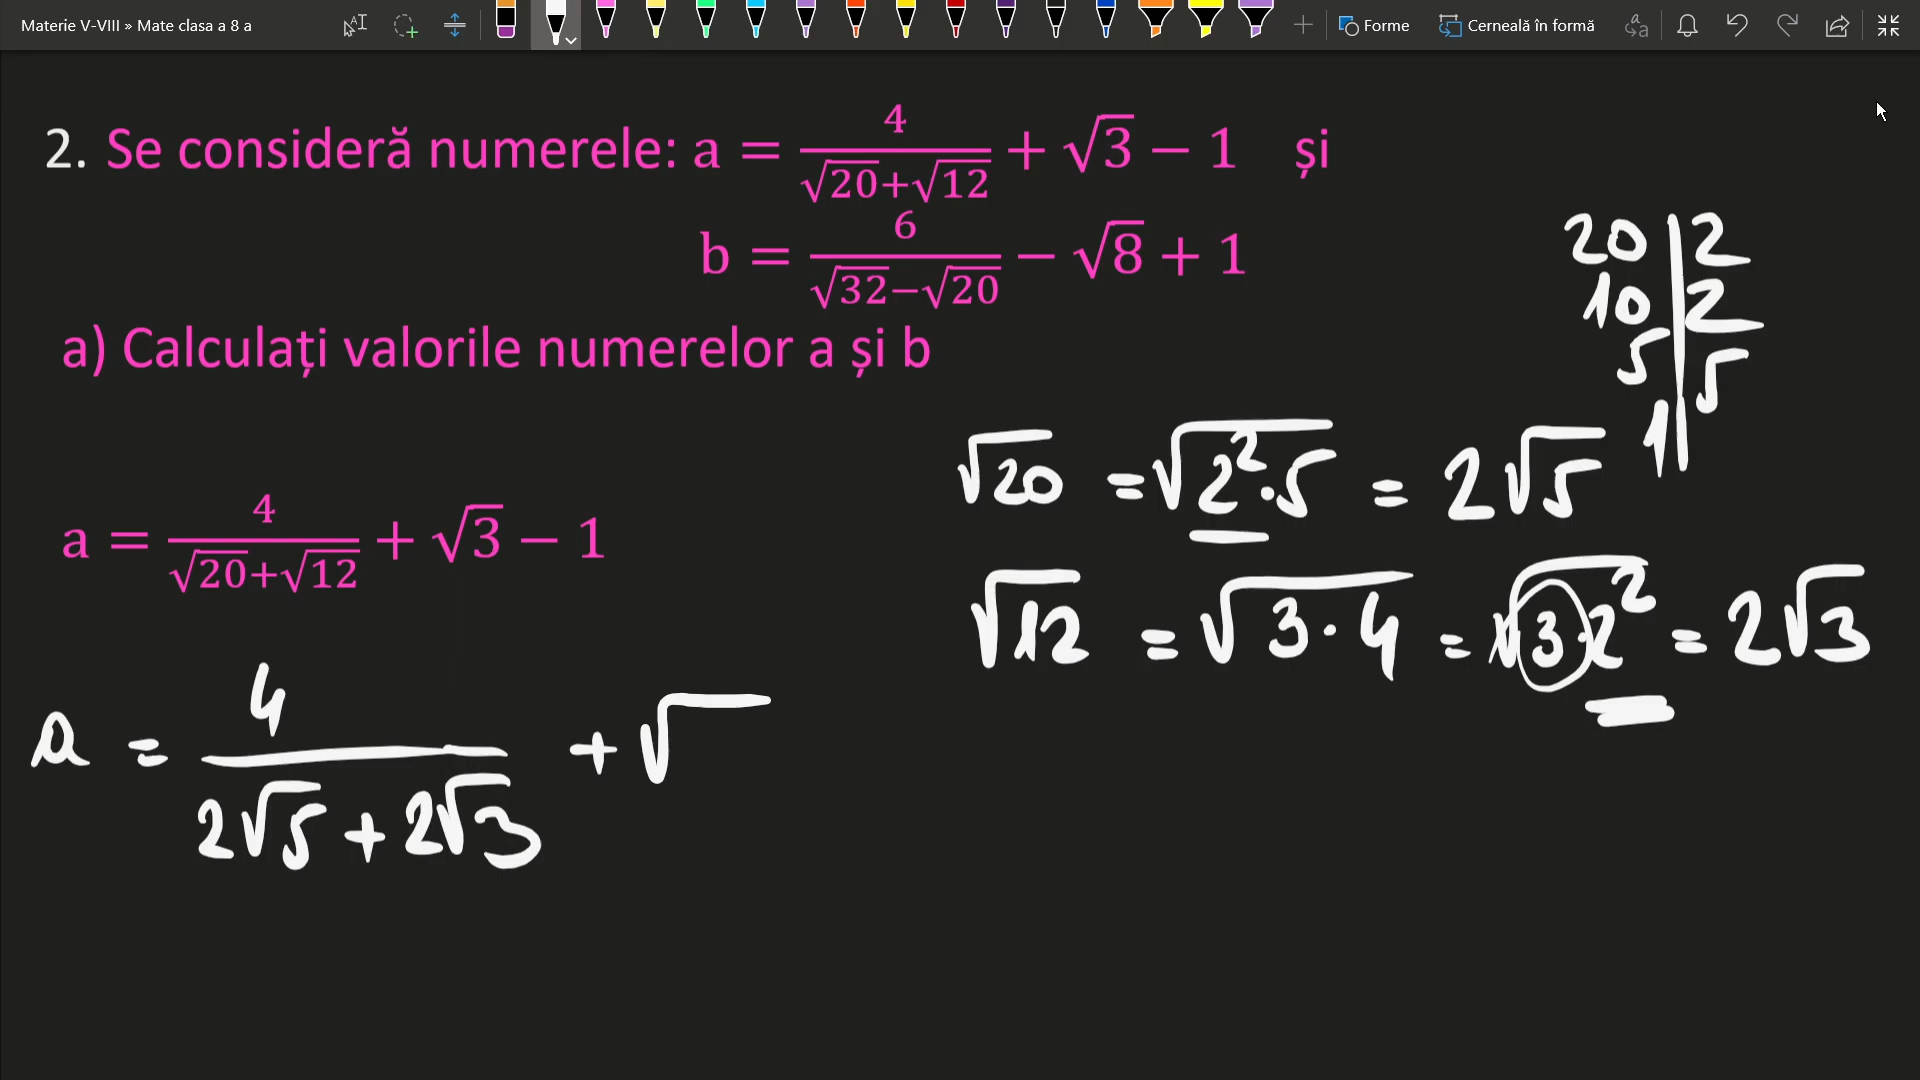 Materie V-VIII » Mate clasa a 8 a
Forme
Cerneală în formă
2. Se consideră numerele: a = 4/(√20+√12) + √3 − 1 și
b = 6/(√32−√20) − √8 + 1
a) Calculați valorile numerelor a și b
20 | 2
10 | 2
5 | 5
1 |
√20 = √2²·5 = 2√5
a = 4/(√20+√12) + √3 − 1
√12 = √3·4 = √3·2² = 2√3
a = 4/(2√5 + 2√3) + √